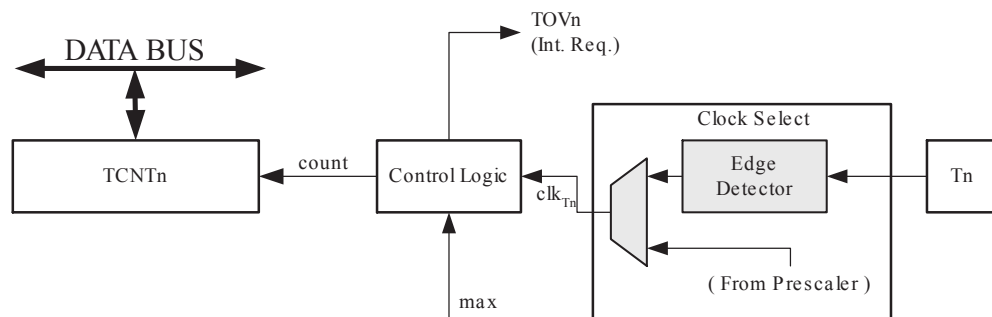 TOVn
(Int. Req.)
DATA BUS
Clock Select
TCNTn
count
Control Logic
clkTn
Edge
Detector
Tn
( From Prescaler )
max